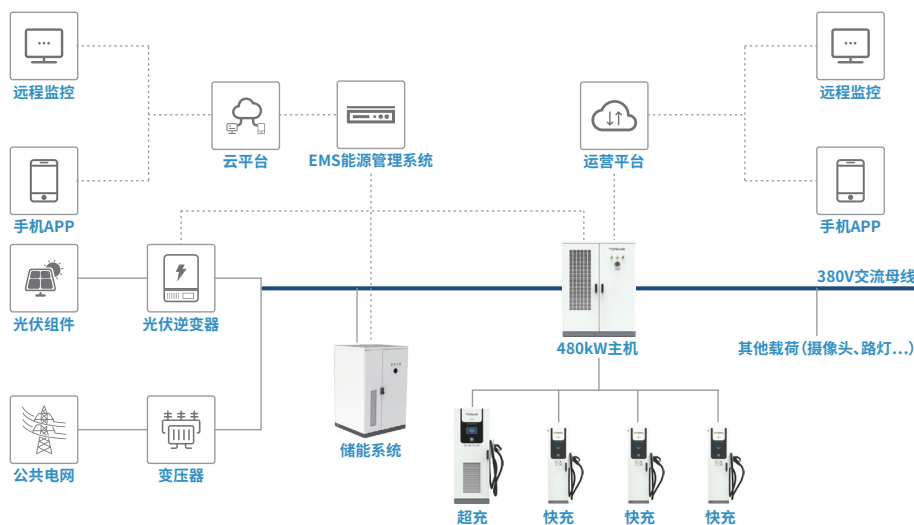 远程监控
远程监控
云平台
EMS能源管理系统
运营平台
手机APP
手机APP
380V交流母线
光伏组件
光伏逆变器
480kW主机
其他载荷(摄像头、路灯…)
储能系统
公共电网
变压器
超充
快充
快充
快充